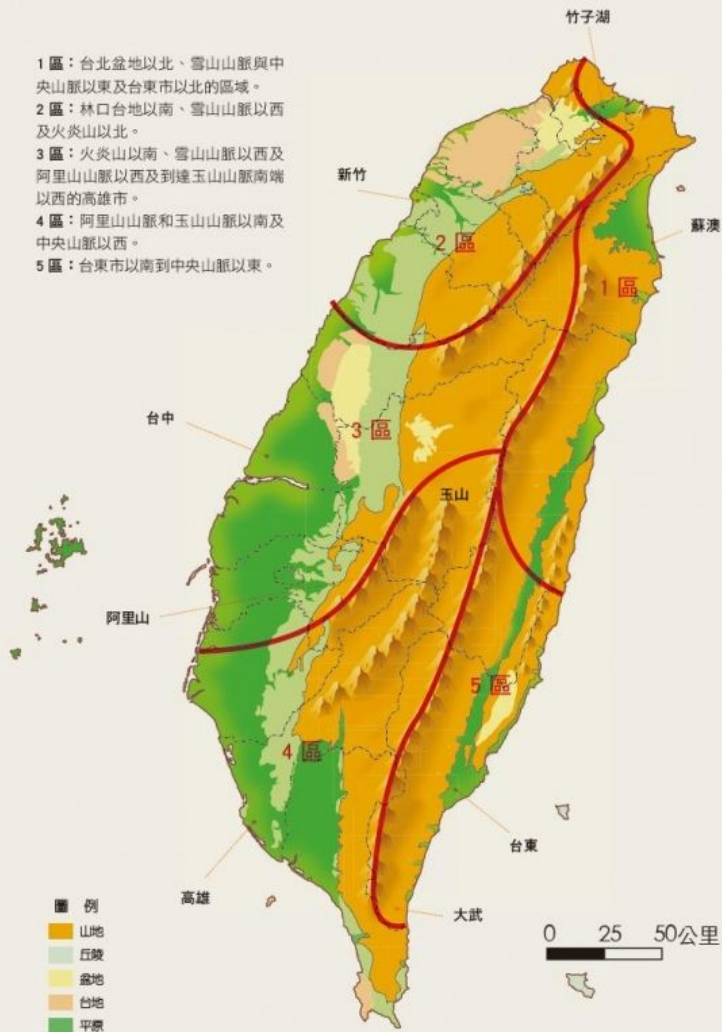 竹子湖
1 區：台北盆地以北、雪山山脈與中
央山脈以東及台東市以北的區域。
2 區：林口台地以南、雪山山脈以西
及火炎山以北。
3 區：火炎山以南、雪山山脈以西及
阿里山山脈以西及到達玉山山脈南端
以西的高雄市。
4 區：阿里山山脈和玉山山脈以南及
中央山脈以西。
5 區：台東市以南到中央山脈以東。
新竹
蘇澳
2 區
1 區
台中
3 區
玉山
阿里山
5 區
4 區
台東
高雄
大武
圖 例
山地
丘陵
盆地
台地
平原
0 25 50公里